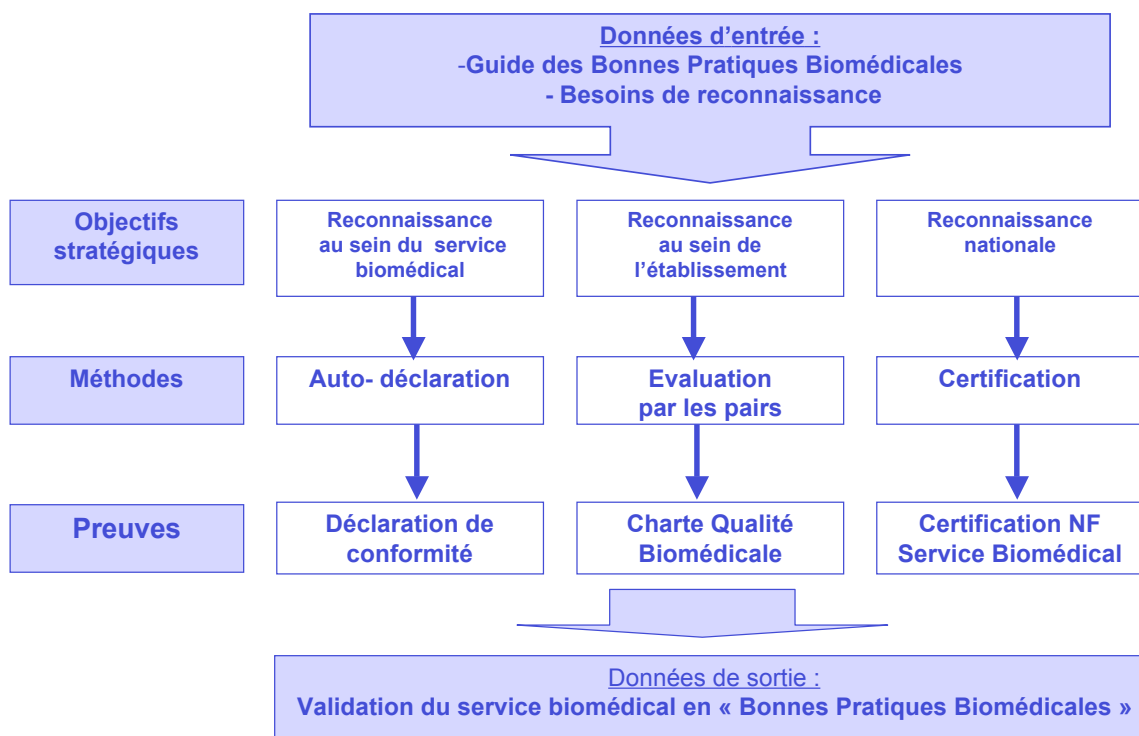 Données d'entrée :
-Guide des Bonnes Pratiques Biomédicales
- Besoins de reconnaissance
Objectifs
stratégiques
Reconnaissance
au sein du service
biomédical
Reconnaissance
au sein de
l'établissement
Reconnaissance
nationale
Méthodes
Auto- déclaration
Evaluation
par les pairs
Certification
Preuves
Déclaration de
conformité
Charte Qualité
Biomédicale
Certification NF
Service Biomédical
Données de sortie :
Validation du service biomédical en « Bonnes Pratiques Biomédicales »